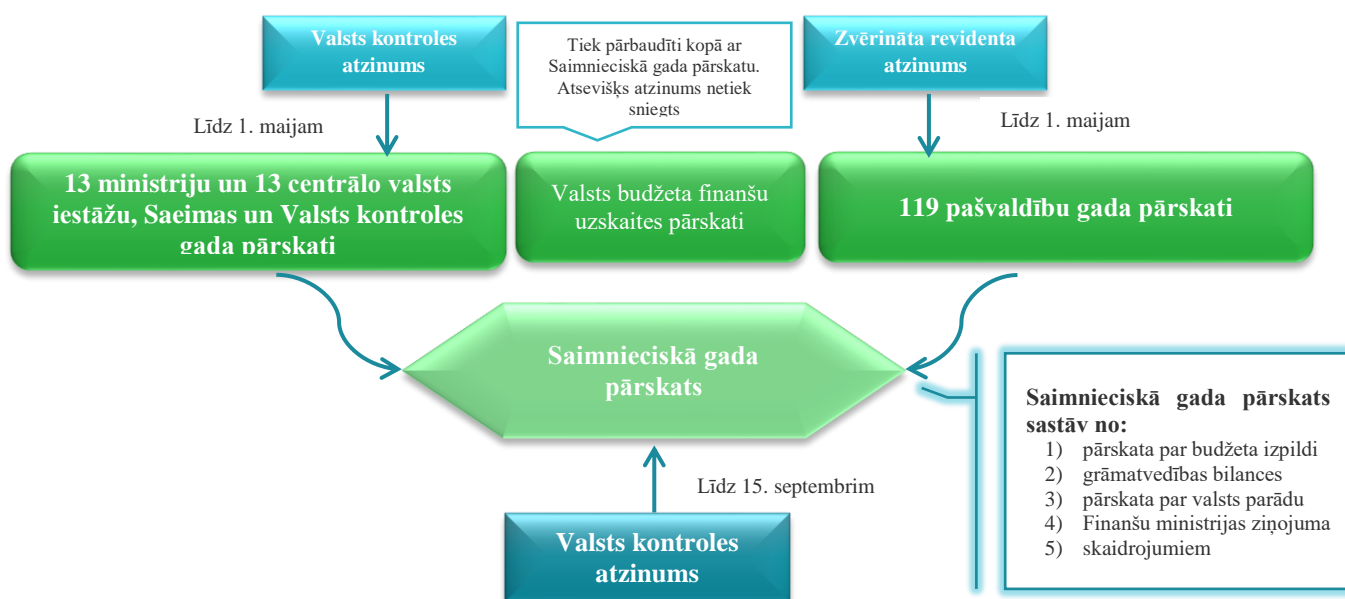 Valsts kontroles
atzinums
Tiek pārbaudīti kopā ar
Saimnieciskā gada
pārskatu.
Atsevišķs atzinums netiek
sniegts
Zvērināta revidenta
atzinums
Līdz 1. maijam
Līdz 1. maijam
13 ministriju un 13 centrālo valsts
iestāžu, Saeimas un Valsts kontroles
gada pārskati
Valsts budžeta finanšu
uzskaites pārskati
119 pašvaldību gada pārskati
Saimnieciskā gada
pārskats
Saimnieciskā gada pārskats
sastāv no:
1) pārskata par budžeta izpildi
2) grāmatvedības bilances
3) pārskata par valsts parādu
4) Finanšu ministrijas ziņojuma
5) skaidrojumiem
Līdz 15. septembrim
Valsts kontroles
atzinums